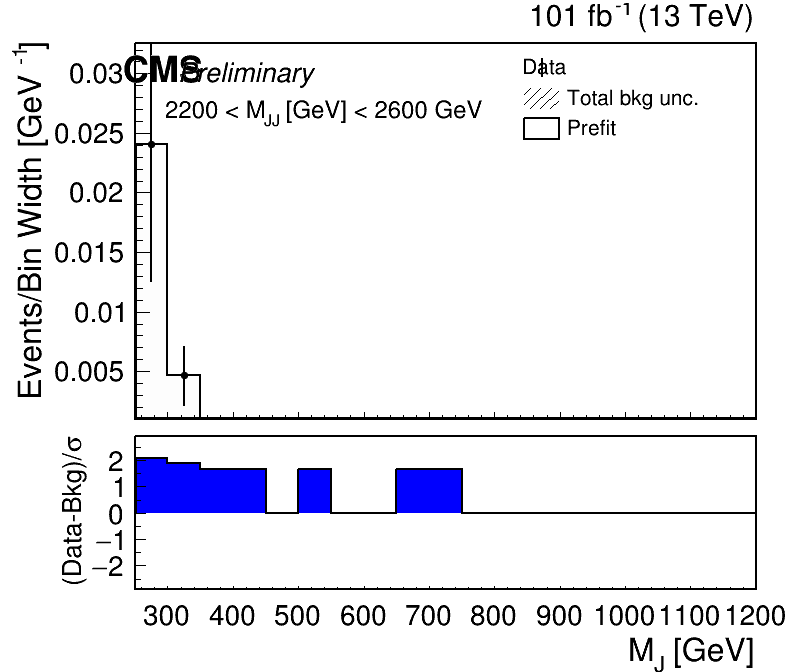 101 fb-1 (13 TeV)
CMS Preliminary
2200 < MJJ [GeV] < 2600 GeV
Data
Total bkg unc.
Prefit
Events/Bin Width [GeV-1]
0.03
0.025
0.02
0.015
0.01
0.005
(Data-Bkg)/σ
2
1
0
−1
−2
300 400 500 600 700 800 900 1000 1100 1200
MJ [GeV]